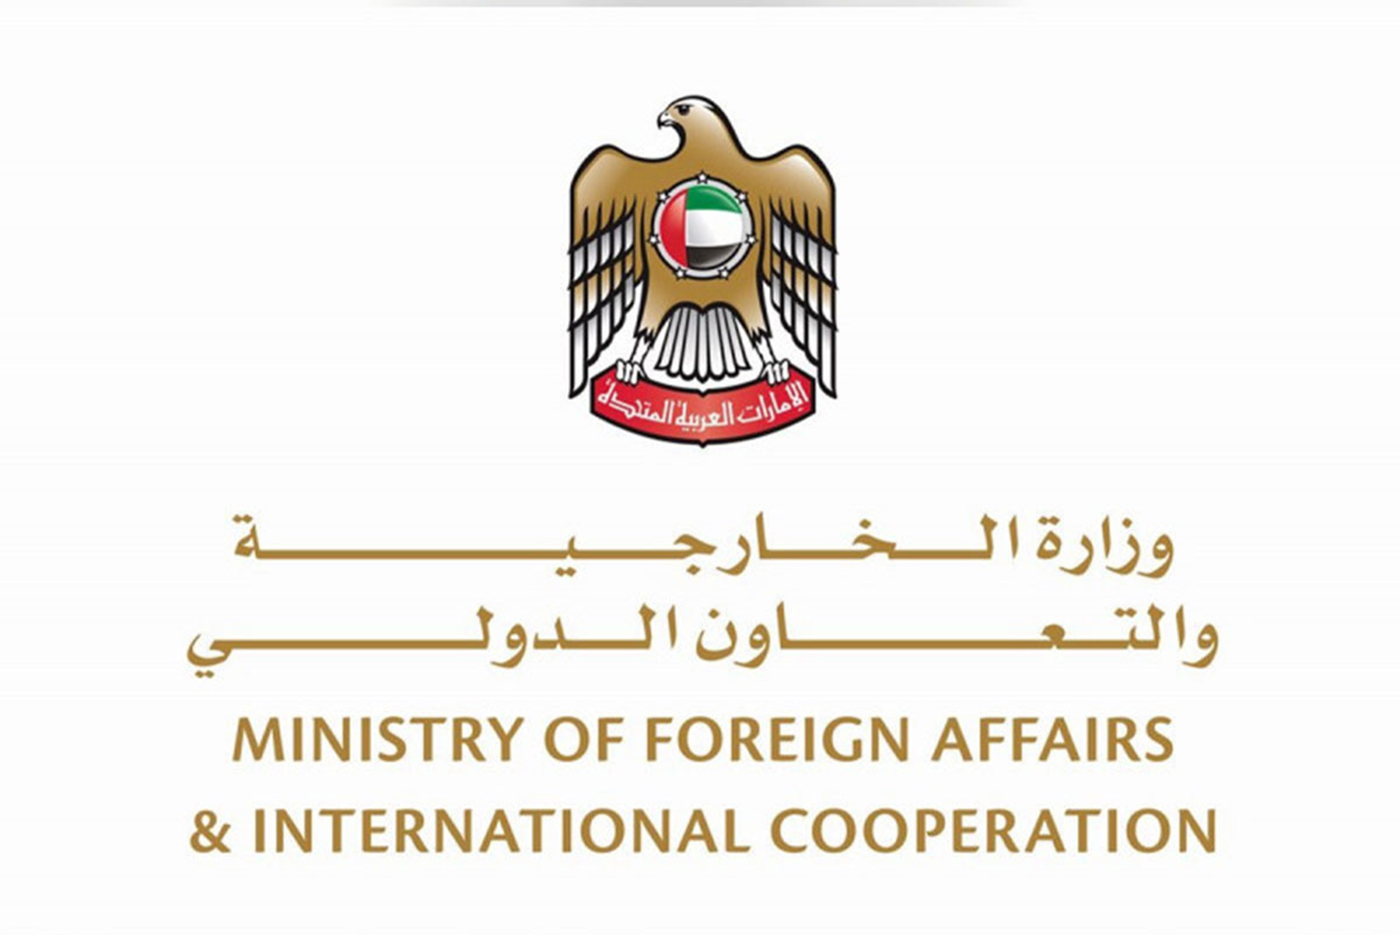 الإمارات العربية المتحدة
وزارة الخارجية
والتعاون الدولي
MINISTRY OF FOREIGN AFFAIRS
& INTERNATIONAL COOPERATION